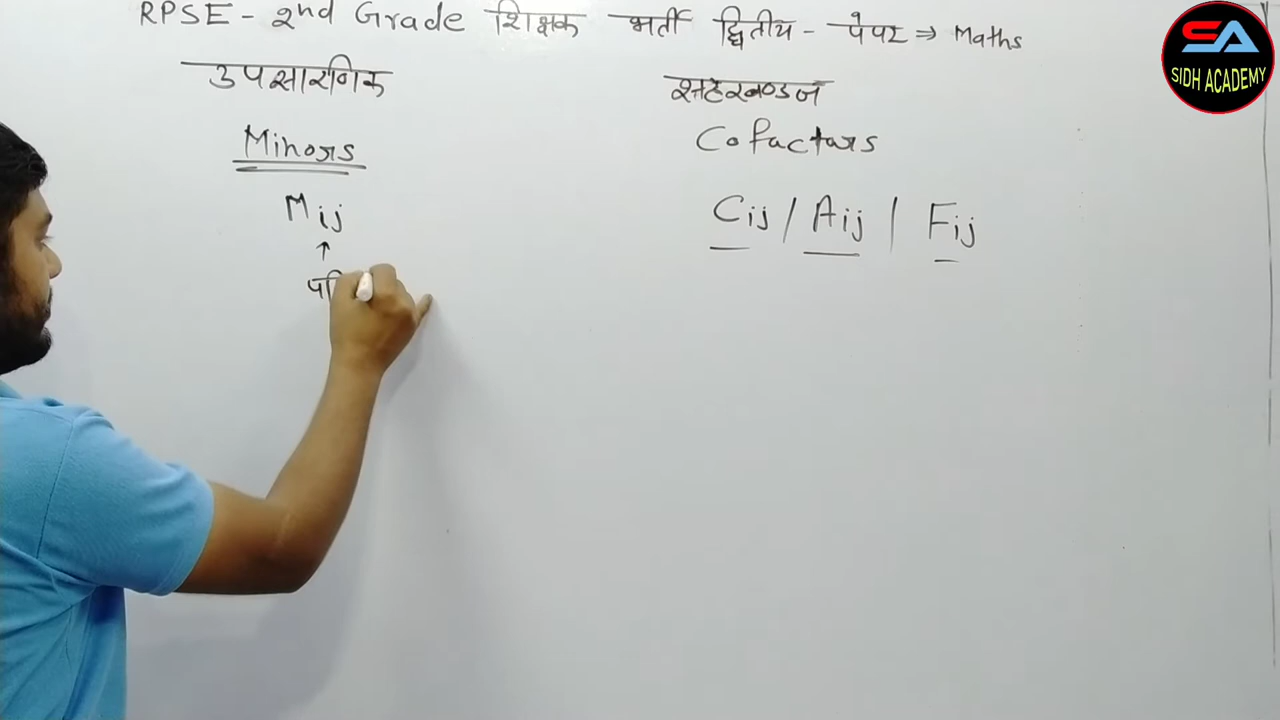 RPSE - 2nd Grade शिक्षक भर्ती द्वितीय - पेपर ⇒ Maths
SA
SIDH ACADEMY
उपसारणिक
सहखण्डज
Minors
Cofactors
Mij
Cij / Aij / Fij
↑